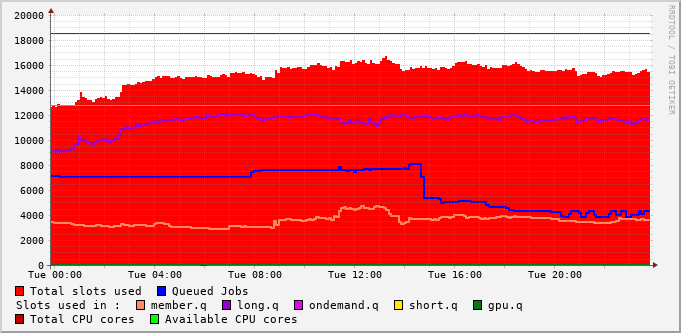 20000
18000
16000
14000
12000
10000
8000
6000
4000
2000
0
Tue 00:00 Tue 04:00 Tue 08:00 Tue 12:00 Tue 16:00 Tue 20:00
Total slots used Queued Jobs
Slots used in : member.q long.q ondemand.q short.q gpu.q
Total CPU cores Available CPU cores
RRDTOOL / TOBI OETIKER